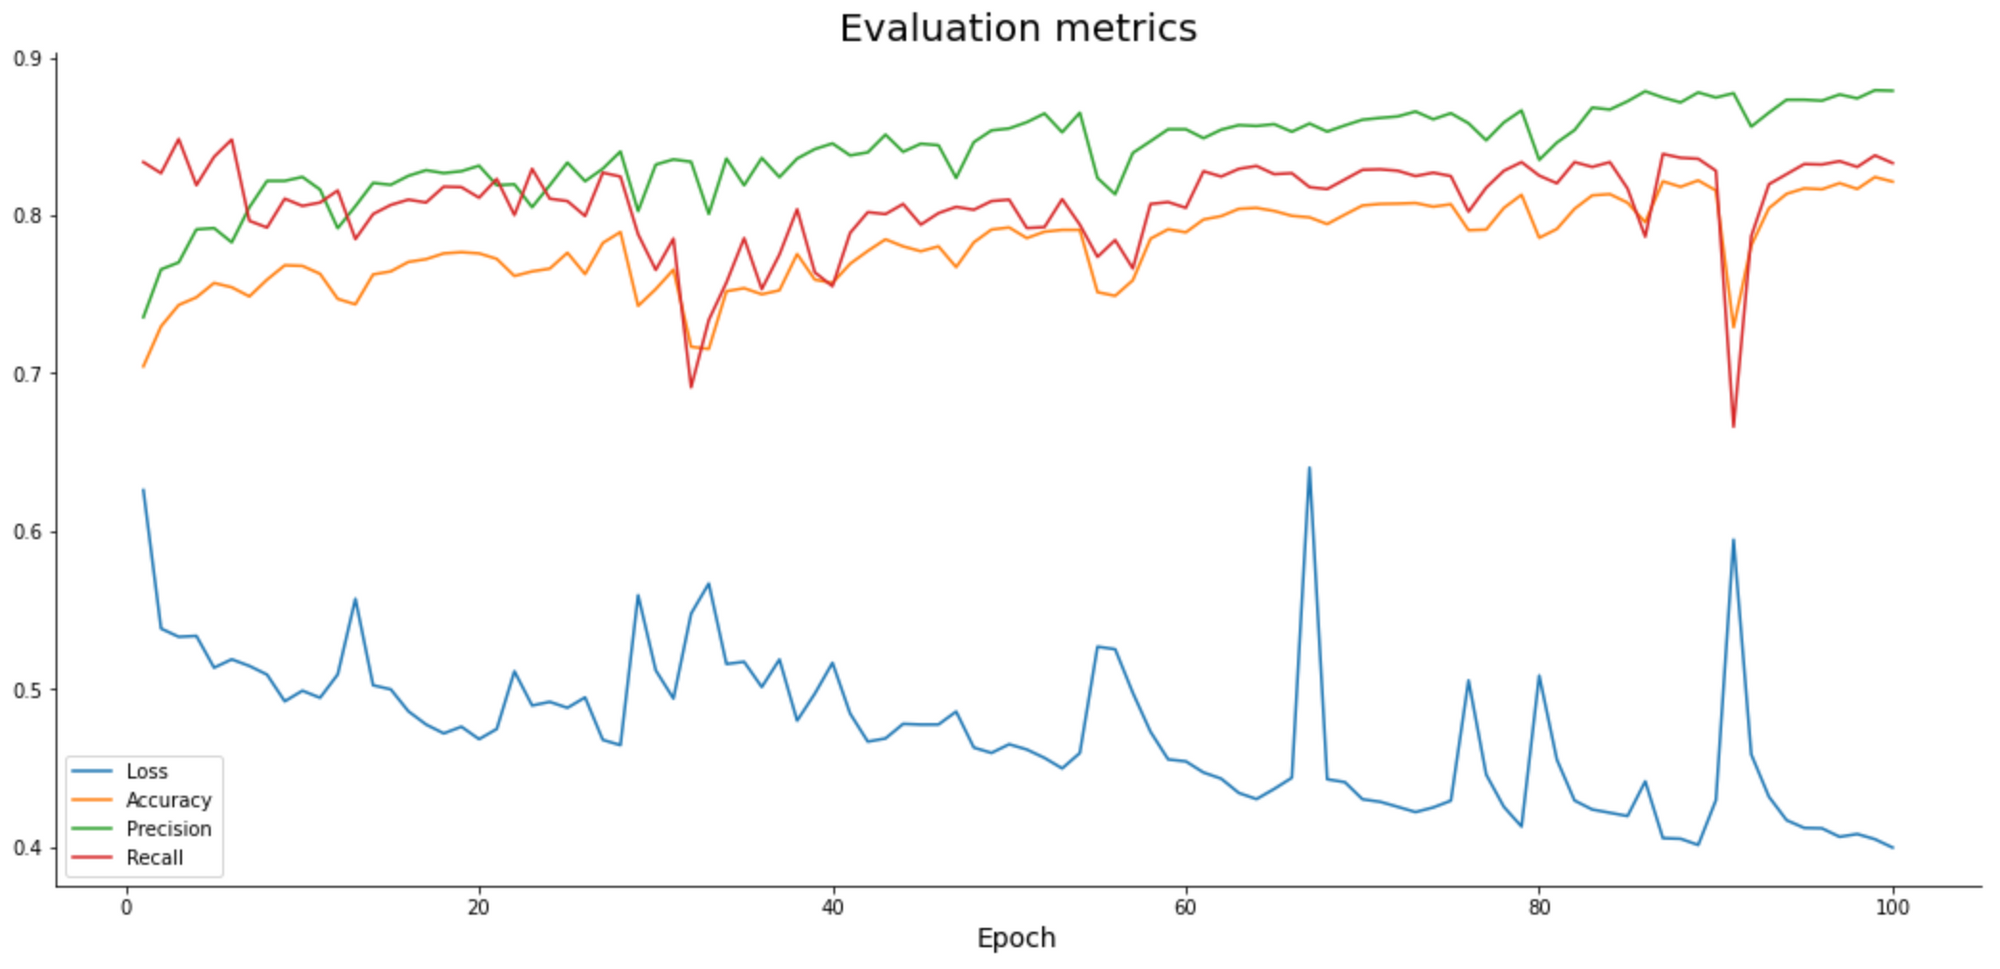 Evaluation metrics
0.9
0.8
0.7
0.6
0.5
0.4
Loss
Accuracy
Precision
Recall
0 20 40 60 80 100
Epoch